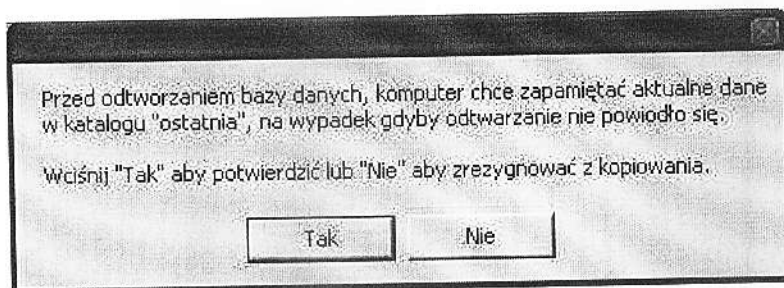 Przed odtworzaniem bazy danych, komputer chce zapamiętać aktualne dane
w katalogu "ostatnia", na wypadek gdyby odtwarzanie nie powiodło się.
Wciśnij "Tak" aby potwierdzić lub "Nie" aby zrezygnować z kopiowania.
Tak
Nie